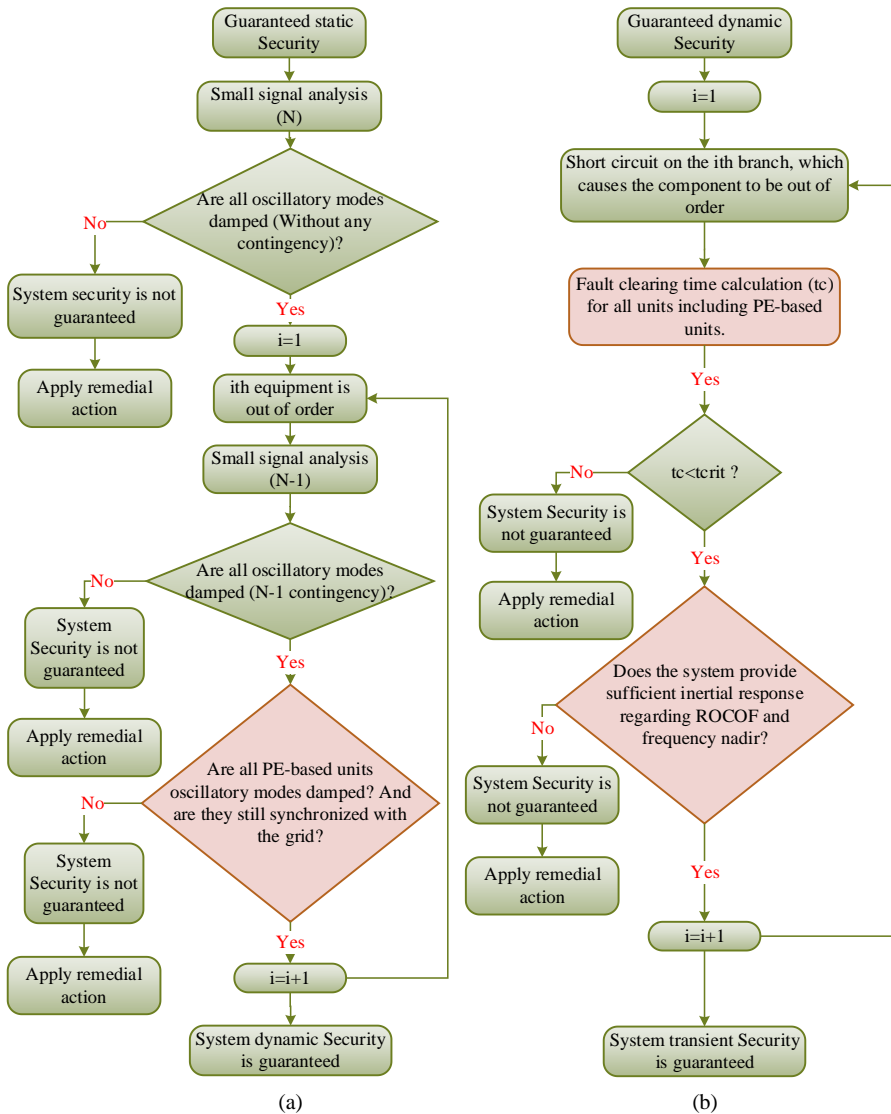 Guaranteed static
Security
Small signal analysis
(N)
Are all oscillatory modes
damped (Without any
contingency)?
No
System security is not
guaranteed
Apply remedial
action
Yes
i=1
ith equipment is
out of order
Small signal analysis
(N-1)
Are all oscillatory modes
damped (N-1 contingency)?
No
System
Security is not
guaranteed
Apply remedial
action
Yes
Are all PE-based units
oscillatory modes damped? And
are they still synchronized with
the grid?
No
System
Security is not
guaranteed
Apply remedial
action
Yes
i=i+1
System dynamic Security
is guaranteed
(a)
Guaranteed dynamic
Security
i=1
Short circuit on the ith branch, which
causes the component to be out of
order
Fault clearing time calculation (tc)
for all units including PE-based
units.
Yes
tc<tcrit ?
No
System Security is
not guaranteed
Apply remedial
action
Yes
Does the system provide
sufficient inertial response
regarding ROCOF and
frequency nadir?
No
System Security is
not guaranteed
Apply remedial
action
Yes
i=i+1
System transient Security
is guaranteed
(b)